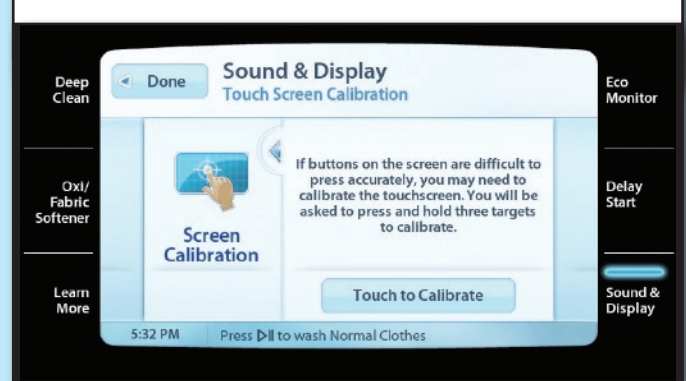 Deep
Clean
Oxi/
Fabric
Softener
Learn
More
Done
Sound & Display
Touch Screen Calibration
Screen
Calibration
If buttons on the screen are difficult to
press accurately, you may need to
calibrate the touchscreen. You will be
asked to press and hold three targets
to calibrate.
Touch to Calibrate
5:32 PM
Press ▷II to wash Normal Clothes
Eco
Monitor
Delay
Start
Sound &
Display